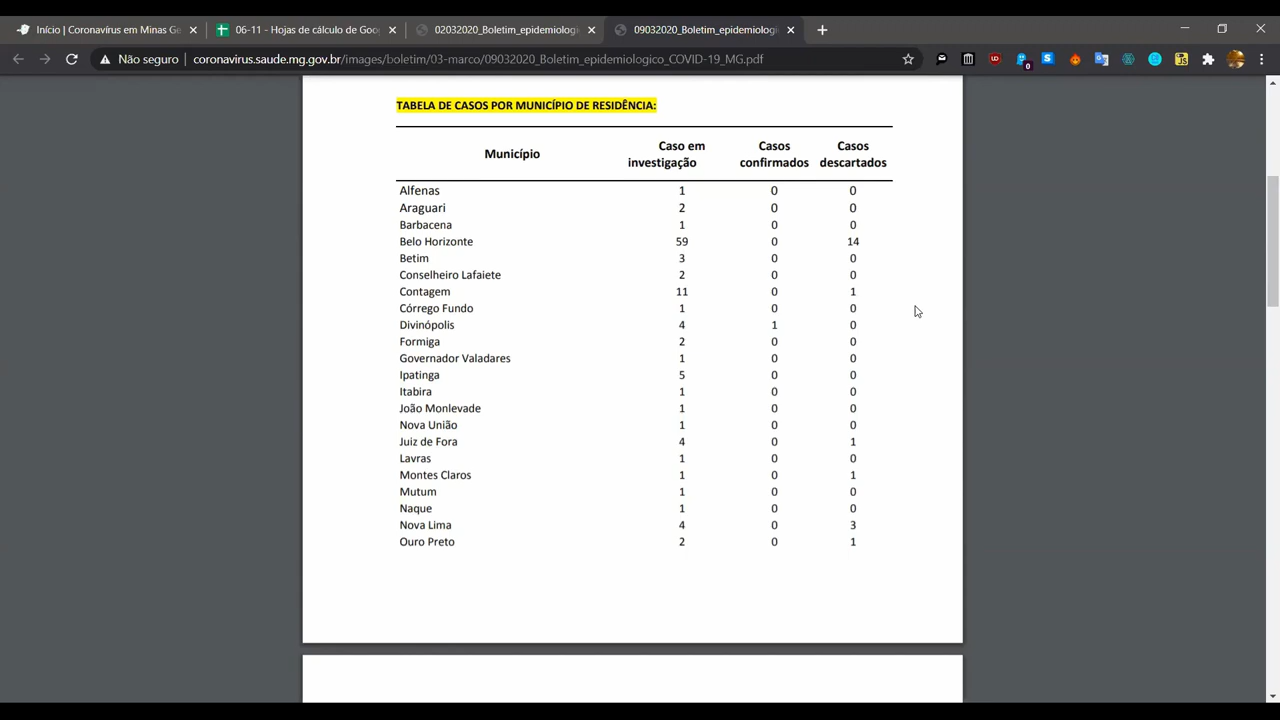 Início | Coronavírus em Minas Ge
06-11 - Hojas de cálculo de Goog
02032020_Boletim_epidemiologi
09032020_Boletim_epidemiologi
Não seguro
coronavirus.saude.mg.gov.br/images/boletim/03-marco/09032020_Boletim_epidemiologico_COVID-19_MG.pdf
TABELA DE CASOS POR MUNICÍPIO DE RESIDÊNCIA:
Município Caso em investigação Casos confirmados Casos descartados
Alfenas 1 0 0
Araguari 2 0 0
Barbacena 1 0 0
Belo Horizonte 59 0 14
Betim 3 0 0
Conselheiro Lafaiete 2 0 0
Contagem 11 0 1
Córrego Fundo 1 0 0
Divinópolis 4 1 0
Formiga 2 0 0
Governador Valadares 1 0 0
Ipatinga 5 0 0
Itabira 1 0 0
João Monlevade 1 0 0
Nova União 1 0 0
Juiz de Fora 4 0 1
Lavras 1 0 0
Montes Claros 1 0 1
Mutum 1 0 0
Naque 1 0 0
Nova Lima 4 0 3
Ouro Preto 2 0 1